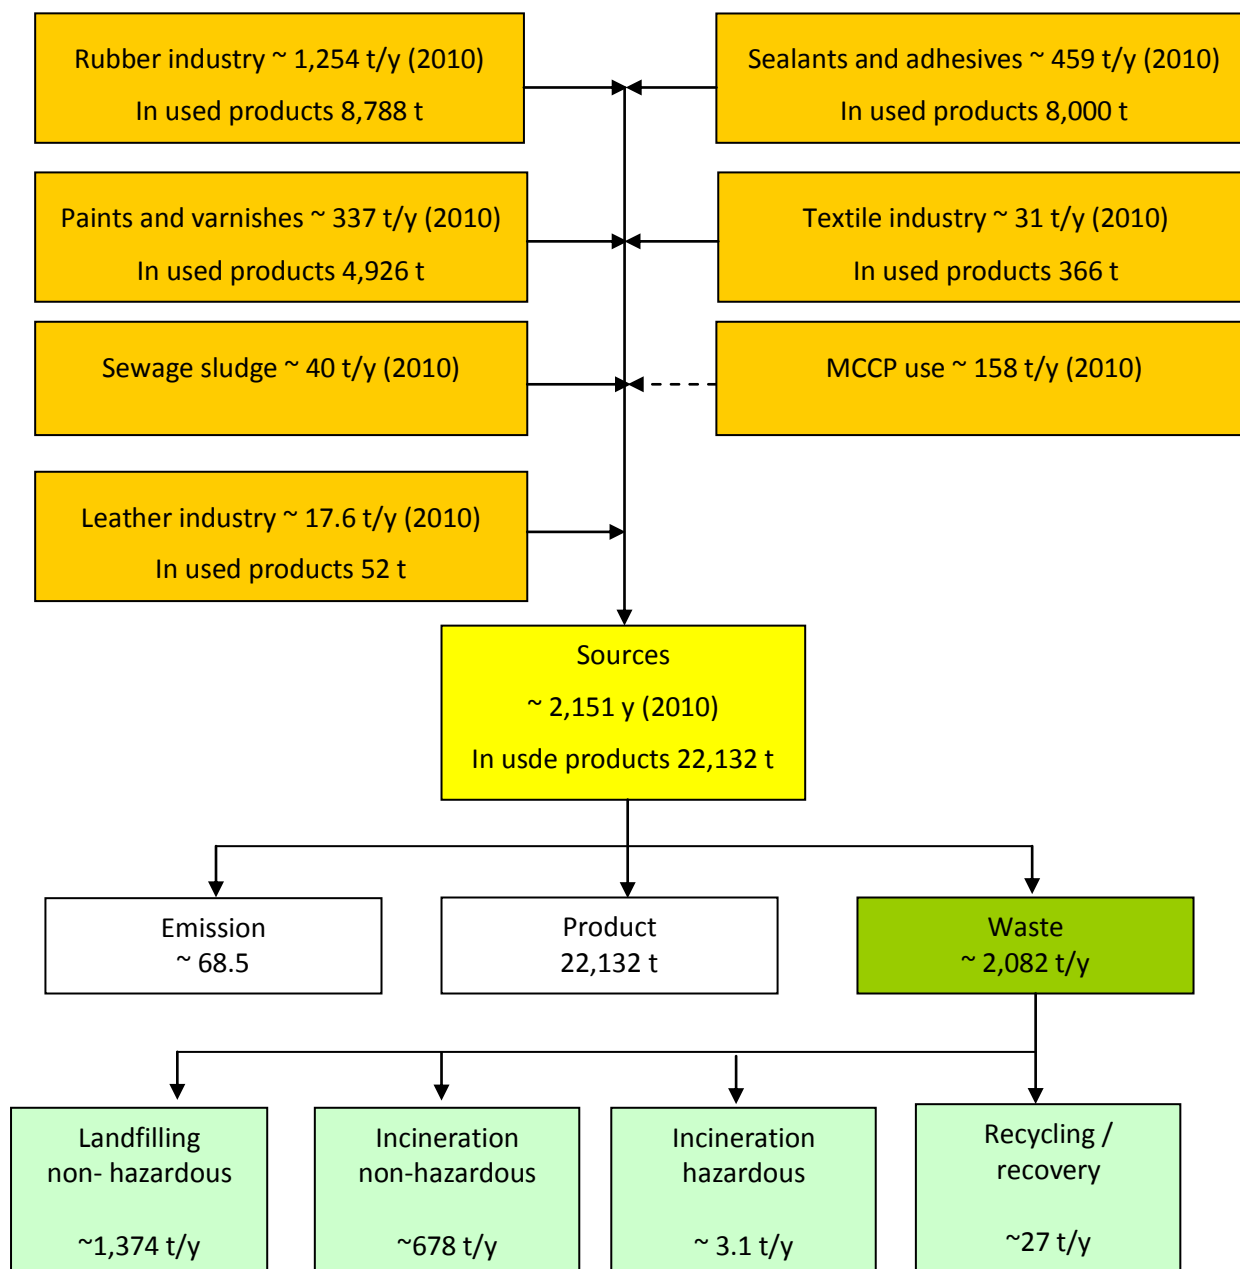 Rubber industry ~ 1,254 t/y (2010)
In used products 8,788 t
Sealants and adhesives ~ 459 t/y (2010)
In used products 8,000 t
Paints and varnishes ~ 337 t/y (2010)
In used products 4,926 t
Textile industry ~ 31 t/y (2010)
In used products 366 t
Sewage sludge ~ 40 t/y (2010)
MCCP use ~ 158 t/y (2010)
Leather industry ~ 17.6 t/y (2010)
In used products 52 t
Sources
~ 2,151 y (2010)
In usde products 22,132 t
Emission
~ 68.5
Product
22,132 t
Waste
~ 2,082 t/y
Landfilling
non- hazardous
~1,374 t/y
Incineration
non-hazardous
~678 t/y
Incineration
hazardous
~ 3.1 t/y
Recycling /
recovery
~27 t/y